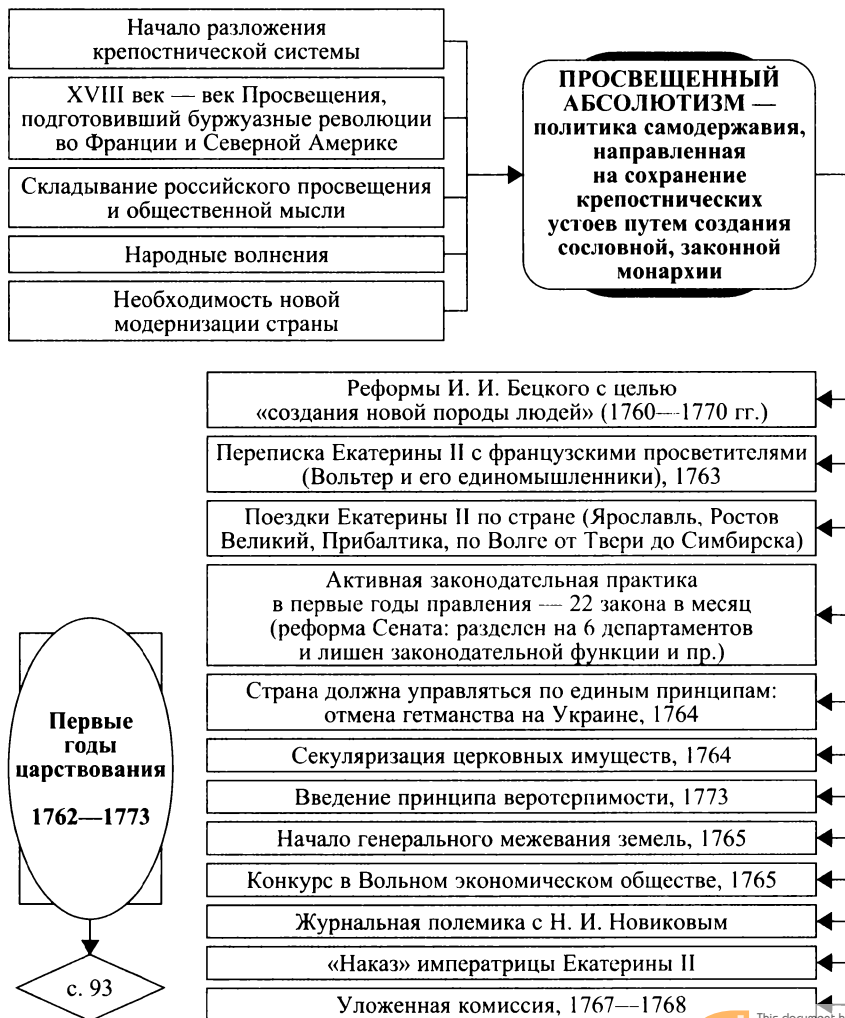 Начало разложения
крепостнической системы
XVIII век — век Просвещения,
подготовивший буржуазные революции
во Франции и Северной Америке
Складывание российского просвещения
и общественной мысли
Народные волнения
Необходимость новой
модернизации страны
ПРОСВЕЩЕННЫЙ
АБСОЛЮТИЗМ —
политика самодержавия,
направленная
на сохранение
крепостнических
устоев путем создания
сословной, законной
монархии
Реформы И. И. Бецкого с целью
«создания новой породы людей» (1760—1770 гг.)
Переписка Екатерины II с французскими просветителями
(Вольтер и его единомышленники), 1763
Поездки Екатерины II по стране (Ярославль, Ростов
Великий, Прибалтика, по Волге от Твери до Симбирска)
Активная законодательная практика
в первые годы правления — 22 закона в месяц
(реформа Сената: разделен на 6 департаментов
и лишен законодательной функции и пр.)
Страна должна управляться по единым принципам:
отмена гетманства на Украине, 1764
Секуляризация церковных имуществ, 1764
Введение принципа веротерпимости, 1773
Начало генерального межевания земель, 1765
Конкурс в Вольном экономическом обществе, 1765
Журнальная полемика с Н. И. Новиковым
«Наказ» императрицы Екатерины II
Уложенная комиссия, 1767—1768
Первые
годы
царствования
1762—1773
с. 93